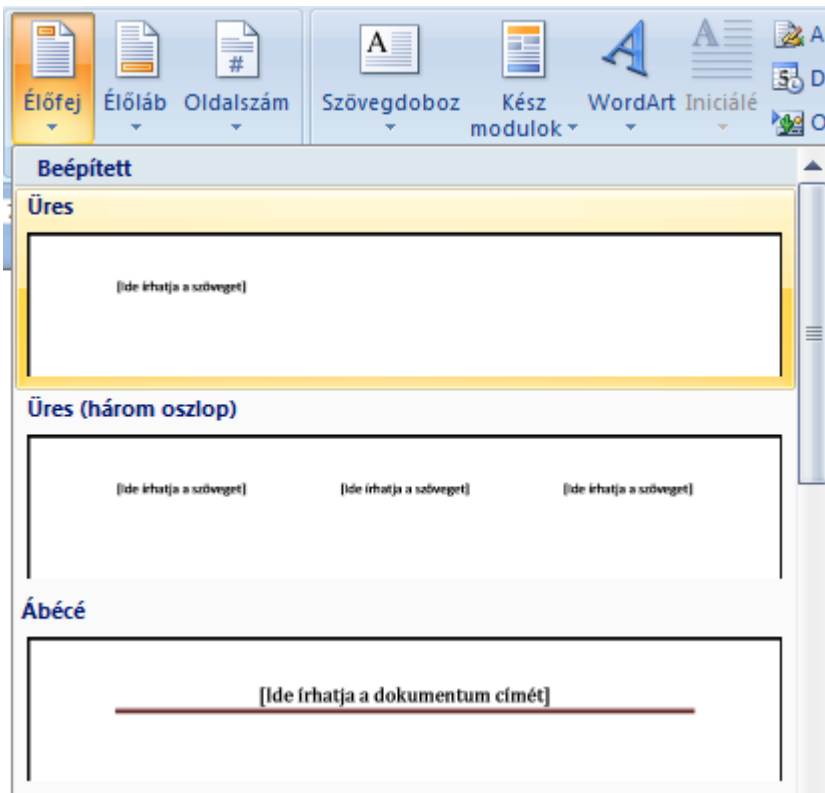 Élőfej Élőláb Oldalszám Szövegdoboz Kész modulok WordArt Iniciálé
Beépített
Üres
[Ide írhatja a szöveget]
Üres (három oszlop)
[Ide írhatja a szöveget] [Ide írhatja a szöveget] [Ide írhatja a szöveget]
Ábécé
[Ide írhatja a dokumentum címét]